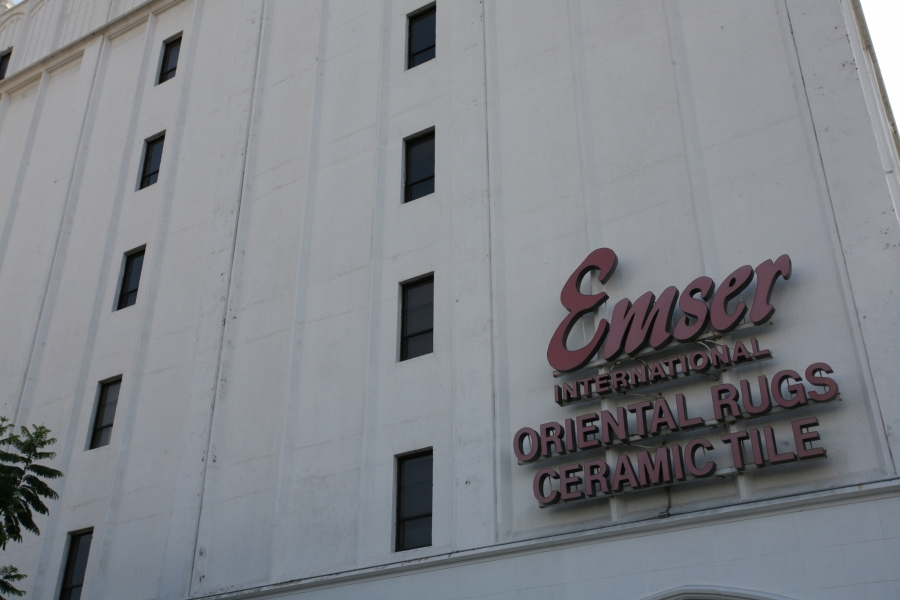 Emser
INTERNATIONAL
ORIENTAL RUGS
CERAMIC TILE